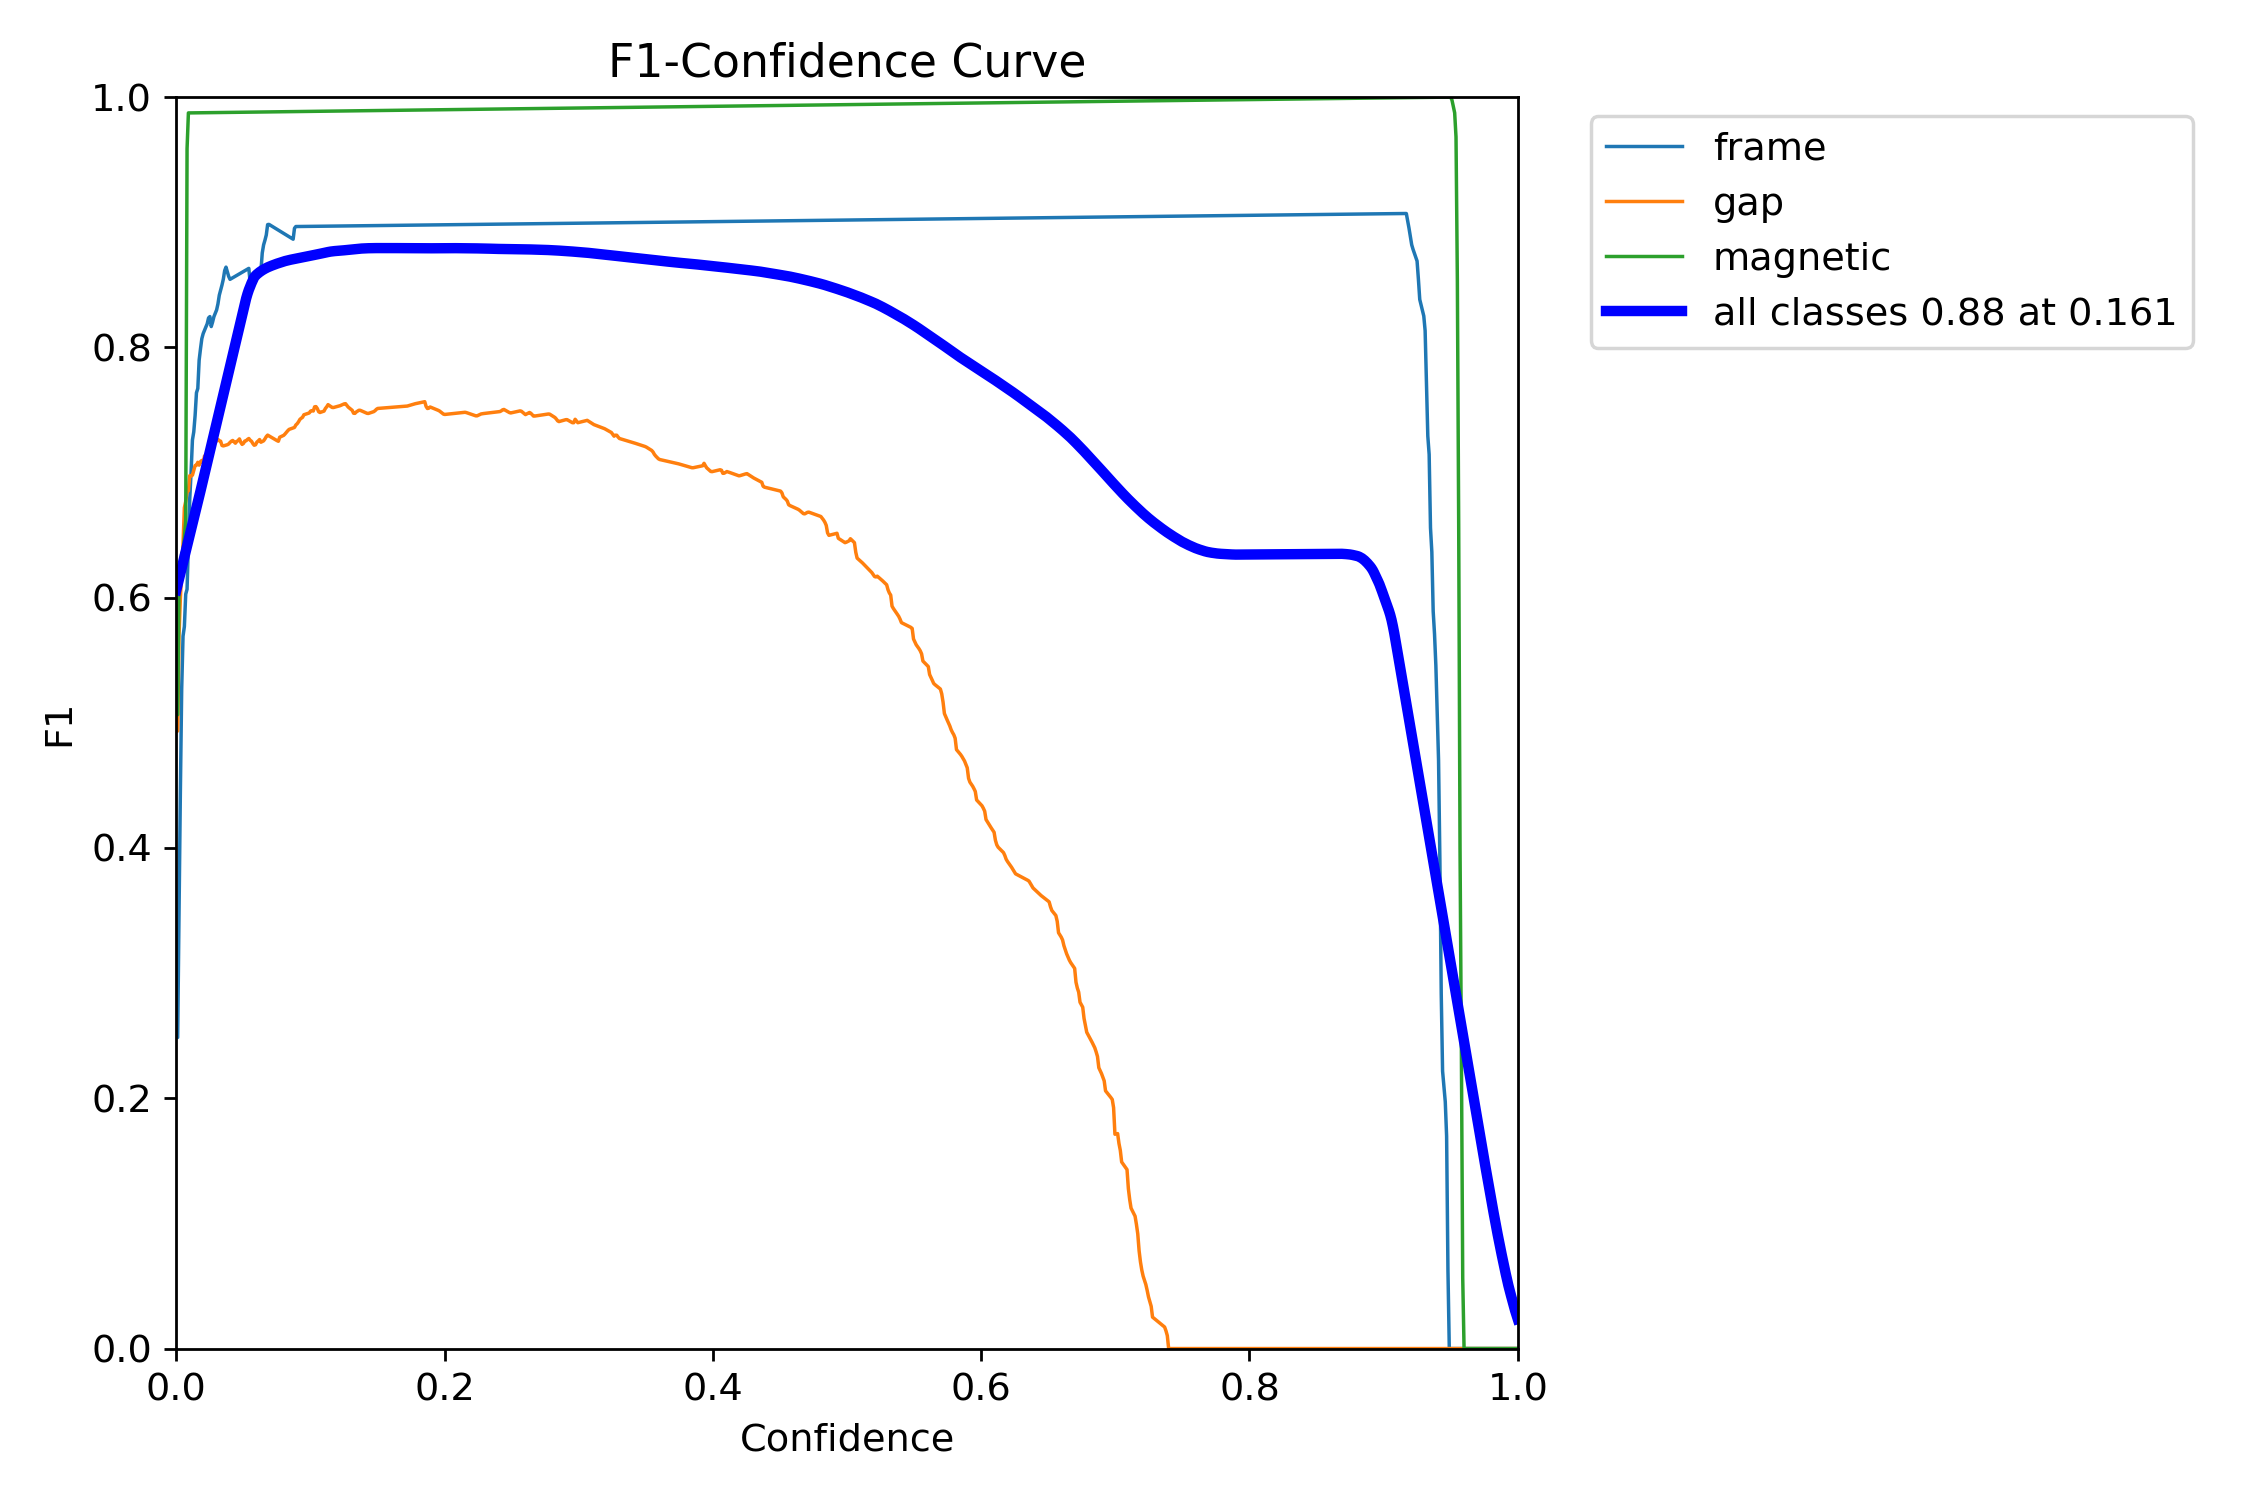 F1-Confidence Curve
1.0
0.8
0.6
0.4
0.2
0.0
F1
0.0 0.2 0.4 0.6 0.8 1.0
Confidence
frame
gap
magnetic
all classes 0.88 at 0.161